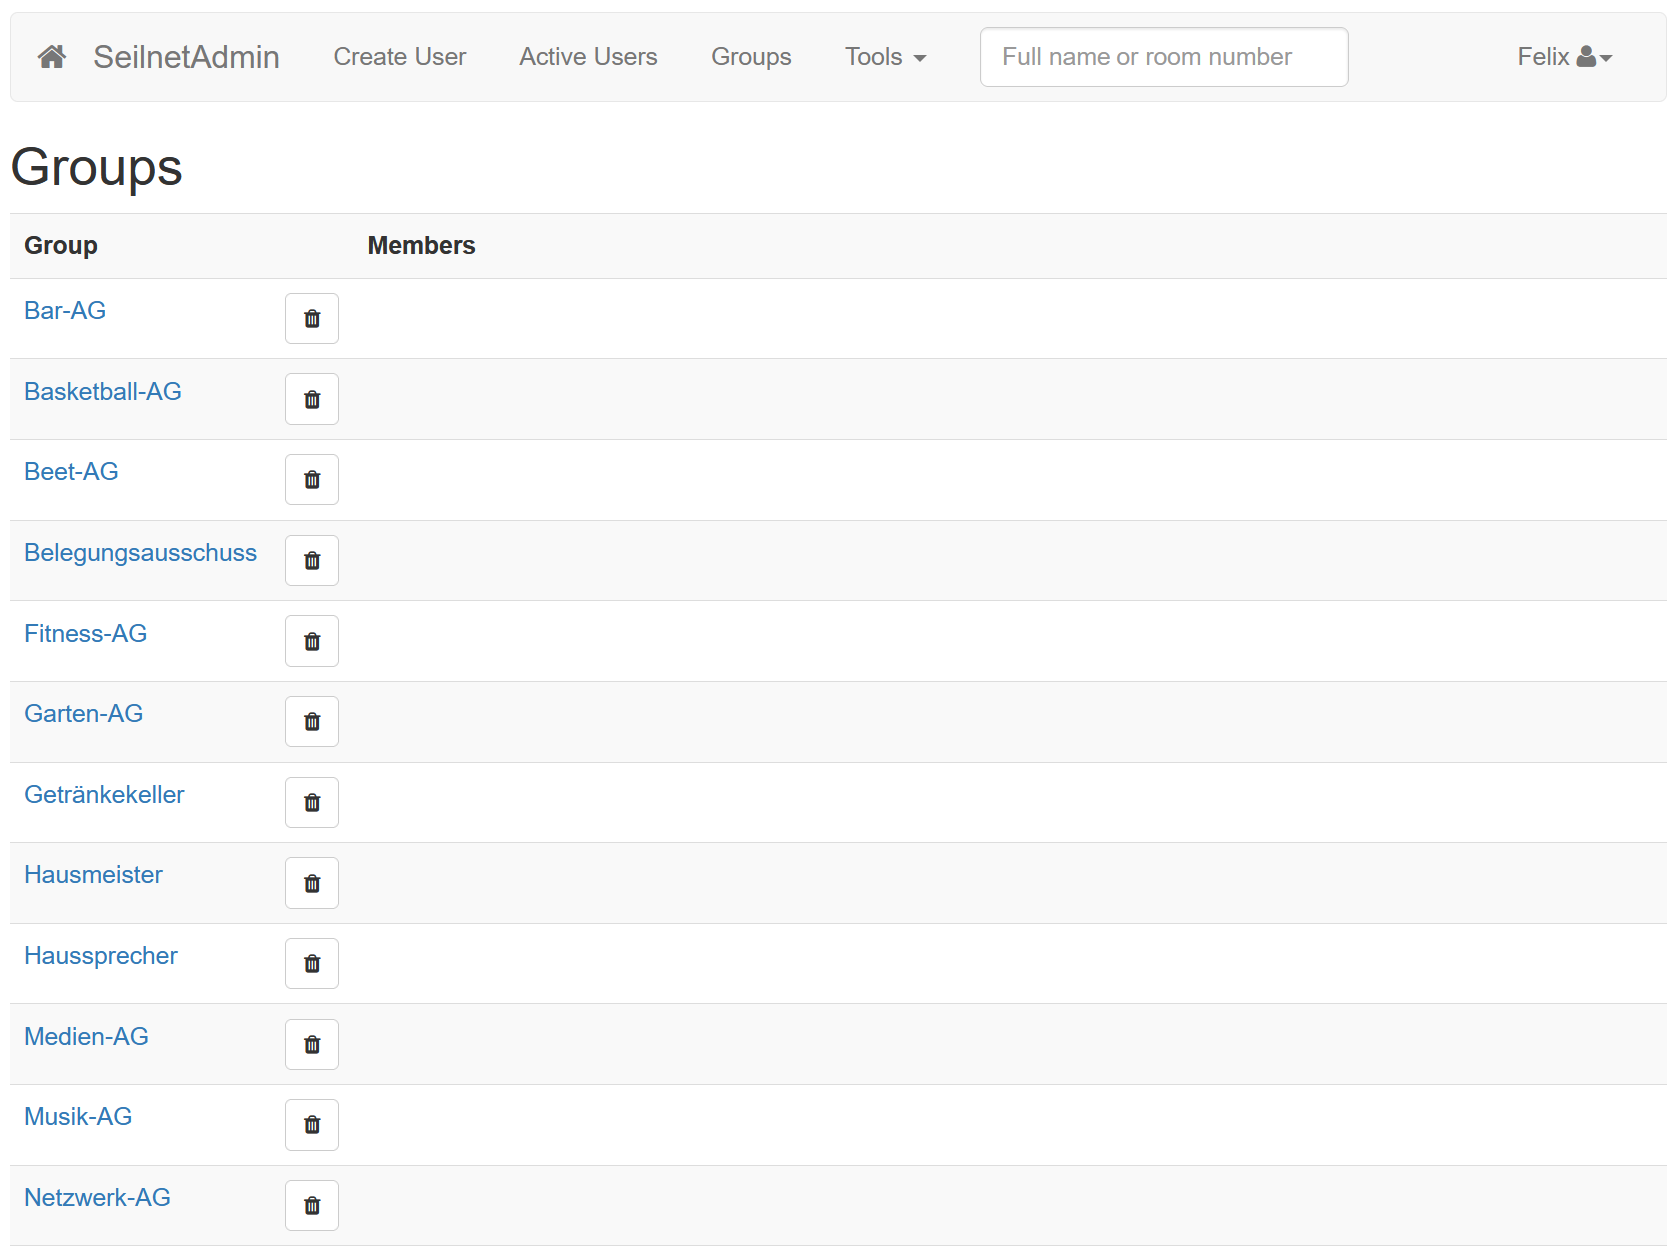 SeilnetAdmin Create User Active Users Groups Tools Full name or room number Felix
Groups
Group Members
Bar-AG
Basketball-AG
Beet-AG
Belegungsausschuss
Fitness-AG
Garten-AG
Getränkekeller
Hausmeister
Haussprecher
Medien-AG
Musik-AG
Netzwerk-AG